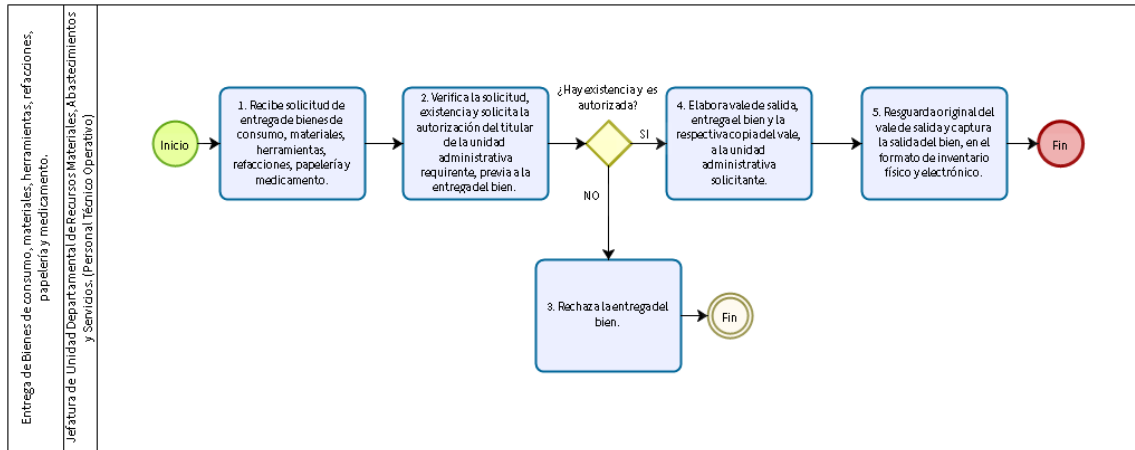 Entrega de Bienes de consumo, materiales, herramientas, refacciones,
papelería y medicamento.
Jefatura de Unidad Departamental de Recursos Materiales, Abastecimientos
y Servicios. (Personal Técnico Operativo)
Inicio
1. Recibe solicitud de
entrega de bienes de
consumo, materiales,
herramientas,
refacciones, papelería y
medicamento.
2. Verifica la solicitud,
existencia y solicita la
autorización del titular
de la unidad
administrativa
requirente, previa a la
entrega del bien.
¿Hay existencia y es
autorizada?
SI
NO
4. Elabora vale de salida,
entrega el bien y la
respectiva copia del vale,
a la unidad
administrativa
solicitante.
5. Resguarda original del
vale de salida y captura
la salida del bien, en el
formato de inventario
físico y electrónico.
Fin
3. Rechaza la entrega del
bien.
Fin